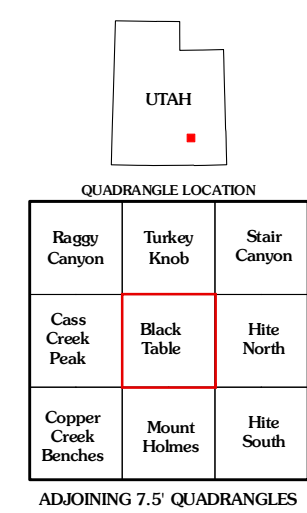 UTAH
QUADRANGLE LOCATION
Raggy
Canyon
Turkey
Knob
Stair
Canyon
Cass
Creek
Peak
Black
Table
Hite
North
Copper
Creek
Benches
Mount
Holmes
Hite
South
ADJOINING 7.5' QUADRANGLES